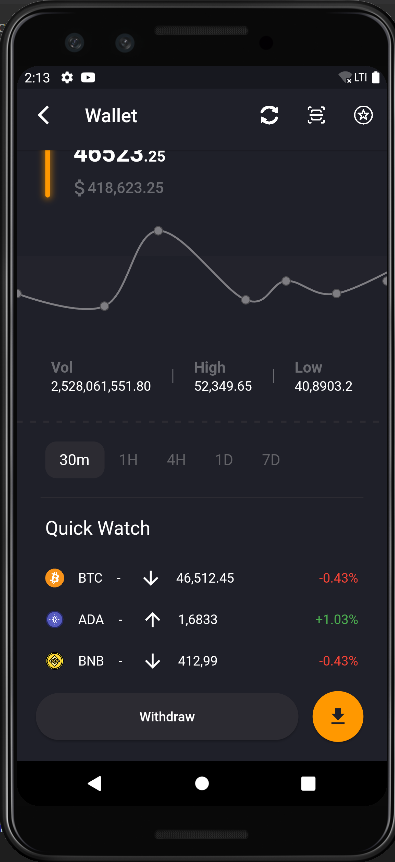 2:13 LTE
Wallet
46523.25
$ 418,623.25
Vol High Low
2,528,061,551.80 52,349.65 40,8903.2
30m 1H 4H 1D 7D
Quick Watch
BTC - 46,512.45 -0.43%
ADA - 1,6833 +1.03%
BNB - 412,99 -0.43%
Withdraw